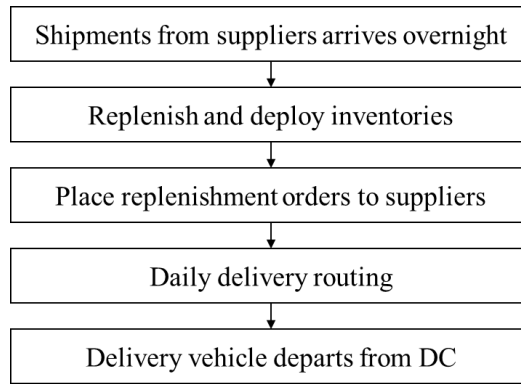 Shipments from suppliers arrives overnight
Replenish and deploy inventories
Place replenishment orders to suppliers
Daily delivery routing
Delivery vehicle departs from DC